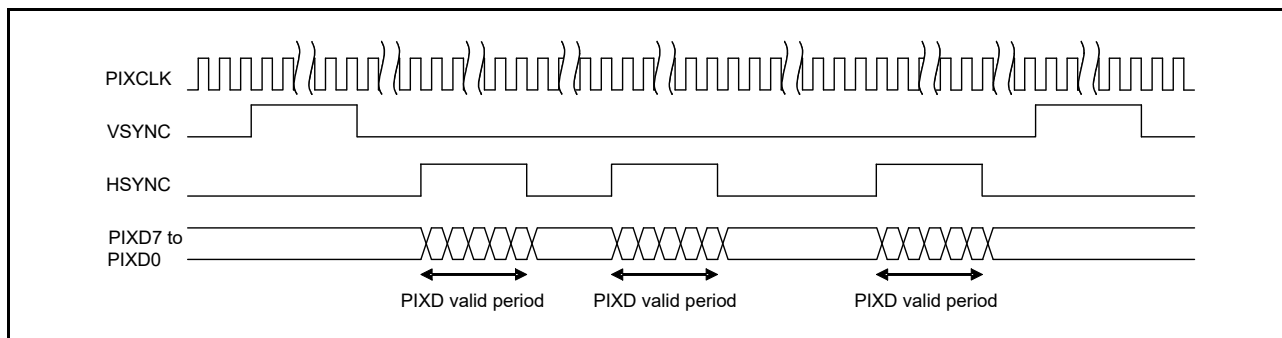 PIXCLK
VSYNC
HSYNC
PIXD7 to
PIXD0
PIXD valid period
PIXD valid period
PIXD valid period